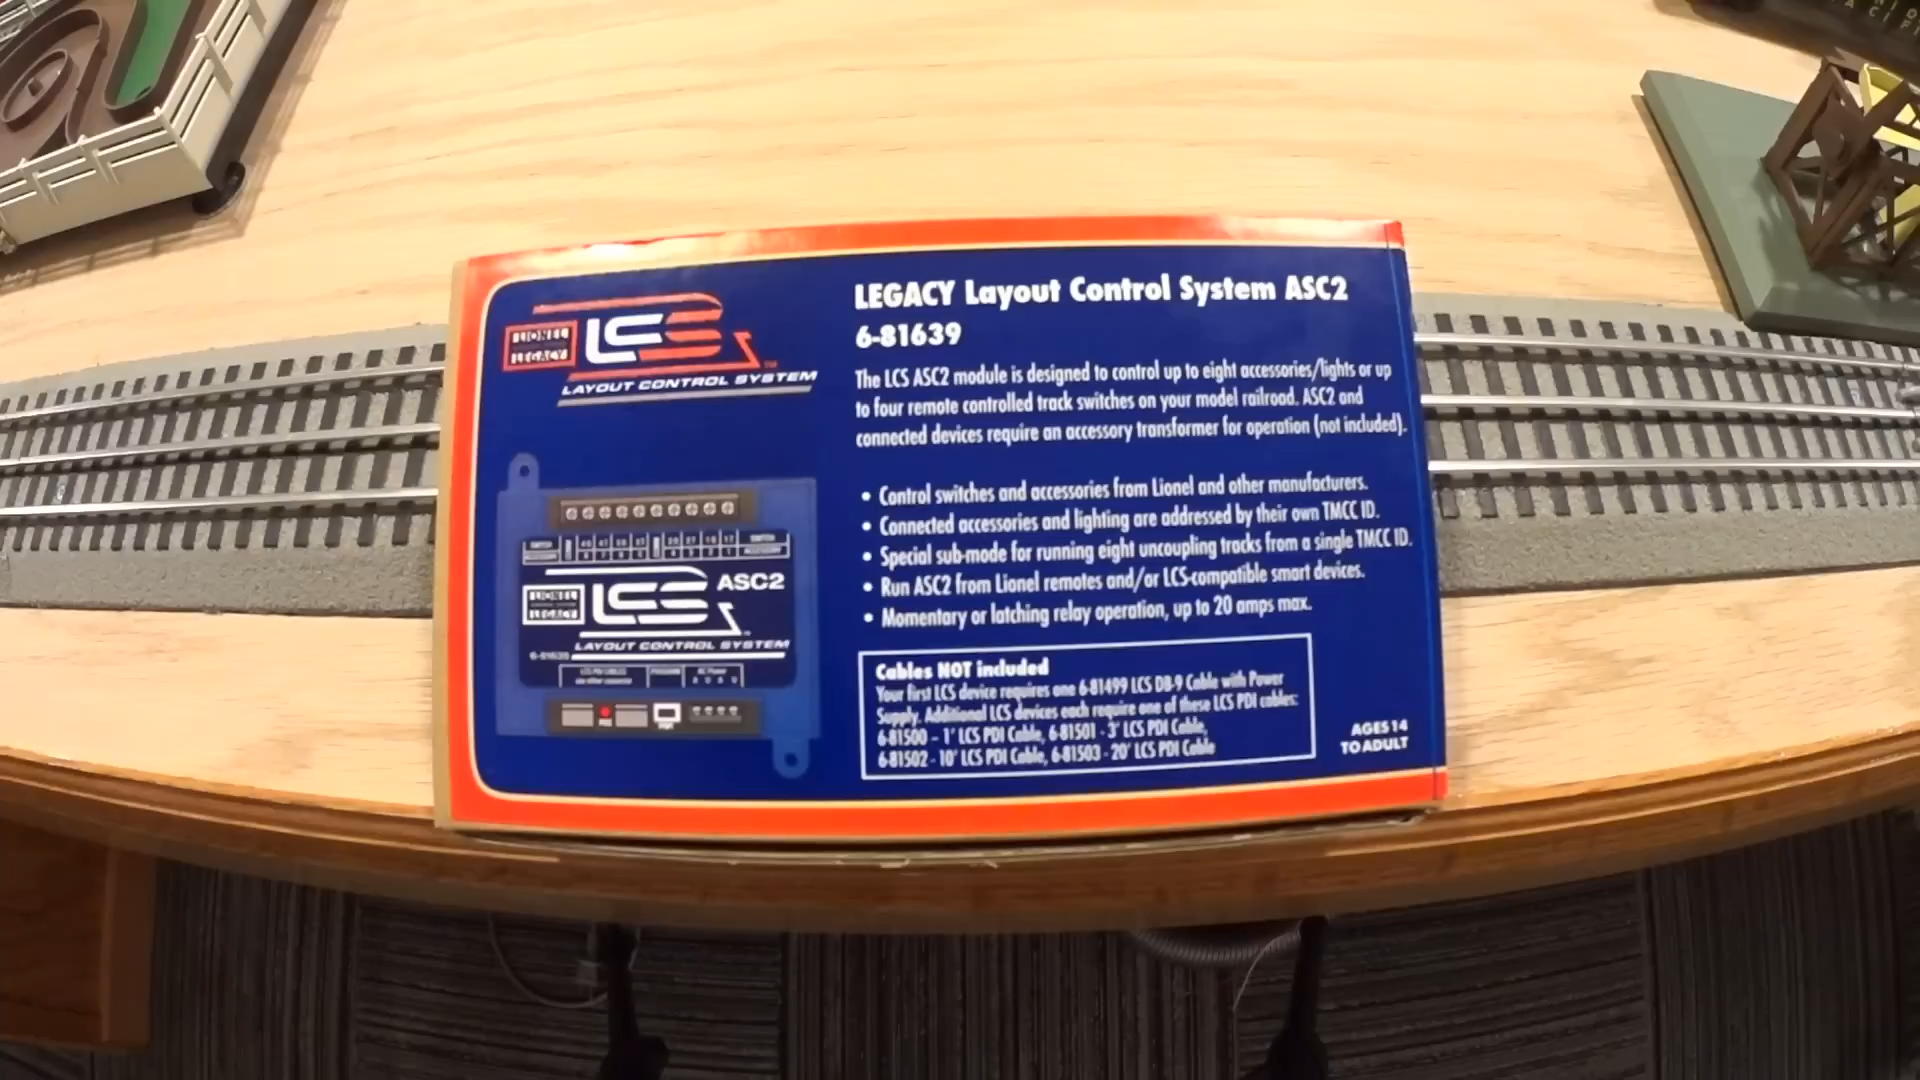 LIONEL
LEGACY
LCS
LAYOUT CONTROL SYSTEM
LEGACY Layout Control System ASC2
6-81639
The LCS ASC2 module is designed to control up to eight accessories/lights or up
to four remote controlled track switches on your model railroad. ASC2 and
connected devices require an accessory transformer for operation (not included).
• Control switches and accessories from Lionel and other manufacturers.
• Connected accessories and lighting are addressed by their own TMCC ID.
• Special sub-mode for running eight uncoupling tracks from a single TMCC ID.
• Run ASC2 from Lionel remotes and/or LCS-compatible smart devices.
• Momentary or latching relay operation, up to 20 amps max.
LIONEL
LEGACY
LCS
ASC2
LAYOUT CONTROL SYSTEM
6-81639
Cables NOT included
Your first LCS device requires one 6-81499 LCS DB-9 Cable with Power
Supply. Additional LCS devices each require one of these LCS PDI cables:
6-81500 - 1' LCS PDI Cable, 6-81501 - 3' LCS PDI Cable,
6-81502 - 10' LCS PDI Cable, 6-81503 - 20' LCS PDI Cable
AGES 14
TO ADULT